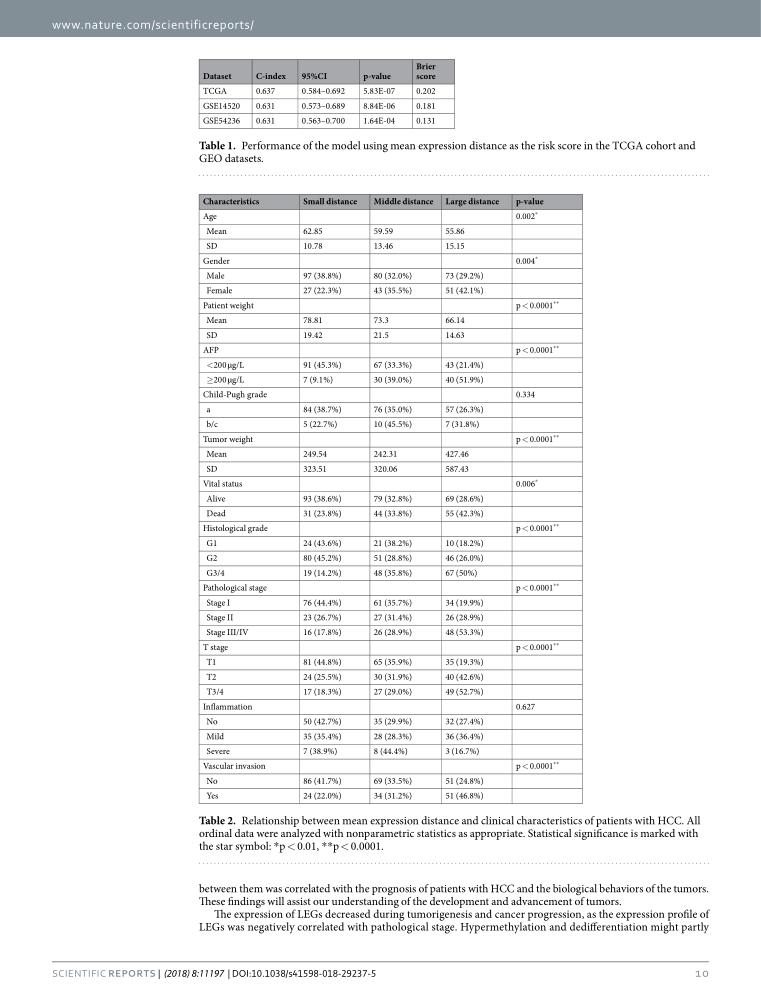 www.nature.com/scientificreports/
Dataset C-index 95%CI p-value Brier score
TCGA 0.637 0.584–0.692 5.83E-07 0.202
GSE14520 0.631 0.573–0.689 8.84E-06 0.181
GSE54236 0.631 0.563–0.700 1.64E-04 0.131
Table 1. Performance of the model using mean expression distance as the risk score in the TCGA cohort and
GEO datasets.
Characteristics Small distance Middle distance Large distance p-value
Age 0.002*
Mean 62.85 59.59 55.86
SD 10.78 13.46 15.15
Gender 0.004*
Male 97 (38.8%) 80 (32.0%) 73 (29.2%)
Female 27 (22.3%) 43 (35.5%) 51 (42.1%)
Patient weight p < 0.0001**
Mean 78.81 73.3 66.14
SD 19.42 21.5 14.63
AFP p < 0.0001**
<200 μg/L 91 (45.3%) 67 (33.3%) 43 (21.4%)
≥200 μg/L 7 (9.1%) 30 (39.0%) 40 (51.9%)
Child-Pugh grade 0.334
a 84 (38.7%) 76 (35.0%) 57 (26.3%)
b/c 5 (22.7%) 10 (45.5%) 7 (31.8%)
Tumor weight p < 0.0001**
Mean 249.54 242.31 427.46
SD 323.51 320.06 587.43
Vital status 0.006*
Alive 93 (38.6%) 79 (32.8%) 69 (28.6%)
Dead 31 (23.8%) 44 (33.8%) 55 (42.3%)
Histological grade p < 0.0001**
G1 24 (43.6%) 21 (38.2%) 10 (18.2%)
G2 80 (45.2%) 51 (28.8%) 46 (26.0%)
G3/4 19 (14.2%) 48 (35.8%) 67 (50%)
Pathological stage p < 0.0001**
Stage I 76 (44.4%) 61 (35.7%) 34 (19.9%)
Stage II 23 (26.7%) 27 (31.4%) 26 (28.9%)
Stage III/IV 16 (17.8%) 26 (28.9%) 48 (53.3%)
T stage p < 0.0001**
T1 81 (44.8%) 65 (35.9%) 35 (19.3%)
T2 24 (25.5%) 30 (31.9%) 40 (42.6%)
T3/4 17 (18.3%) 27 (29.0%) 49 (52.7%)
Inflammation 0.627
No 50 (42.7%) 35 (29.9%) 32 (27.4%)
Mild 35 (35.4%) 28 (28.3%) 36 (36.4%)
Severe 7 (38.9%) 8 (44.4%) 3 (16.7%)
Vascular invasion p < 0.0001**
No 86 (41.7%) 69 (33.5%) 51 (24.8%)
Yes 24 (22.0%) 34 (31.2%) 51 (46.8%)
Table 2. Relationship between mean expression distance and clinical characteristics of patients with HCC. All
ordinal data were analyzed with nonparametric statistics as appropriate. Statistical significance is marked with
the star symbol: *p < 0.01, **p < 0.0001.
between them was correlated with the prognosis of patients with HCC and the biological behaviors of the tumors.
These findings will assist our understanding of the development and advancement of tumors.
The expression of LEGs decreased during tumorigenesis and cancer progression, as the expression profile of
LEGs was negatively correlated with pathological stage. Hypermethylation and dedifferentiation might partly
SCIENTIFIC REPORTS | (2018) 8:11197 | DOI:10.1038/s41598-018-29237-5 10